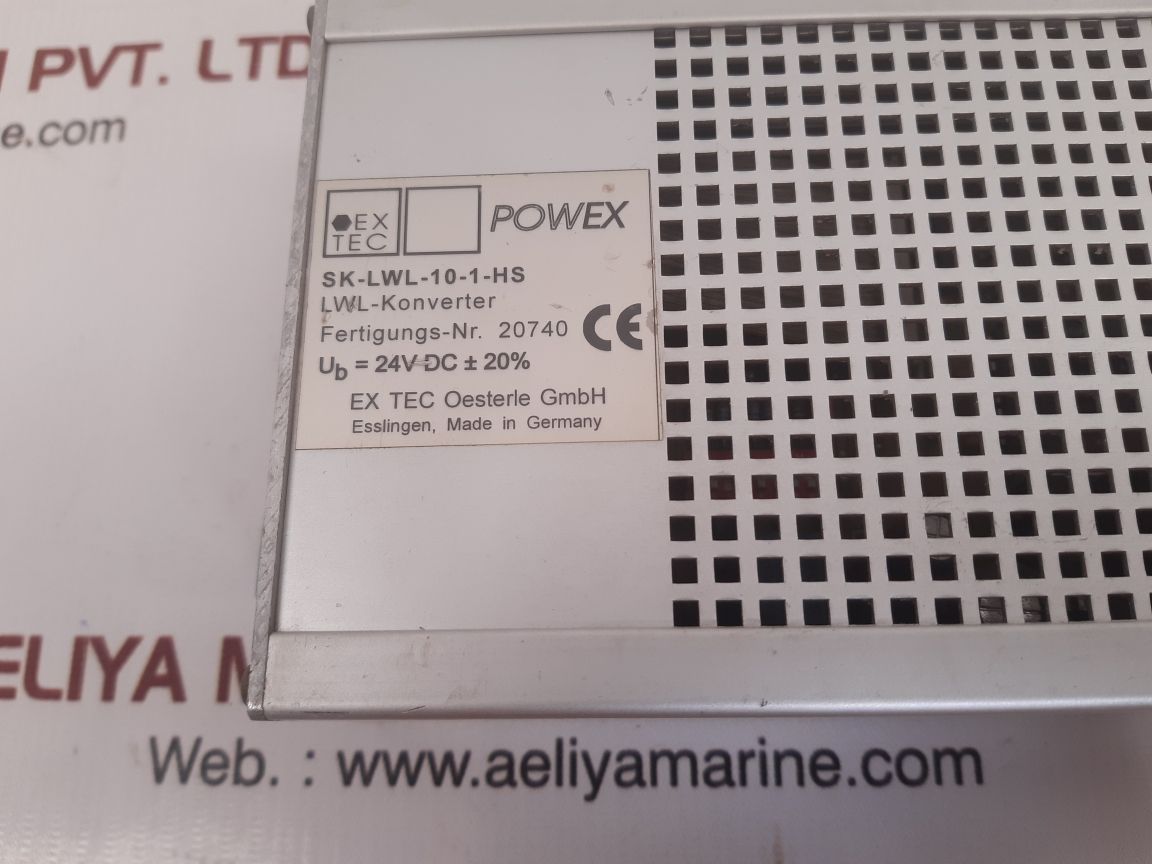 PVT. LTD
e.com
EX
TEC
POWEX
SK-LWL-10-1-HS
LWL-Konverter
Fertigungs-Nr. 20740
CE
Ub = 24V DC ± 20%
EX TEC Oesterle GmbH
Esslingen, Made in Germany
ELIYA M
Web. : www.aeliyamarine.com